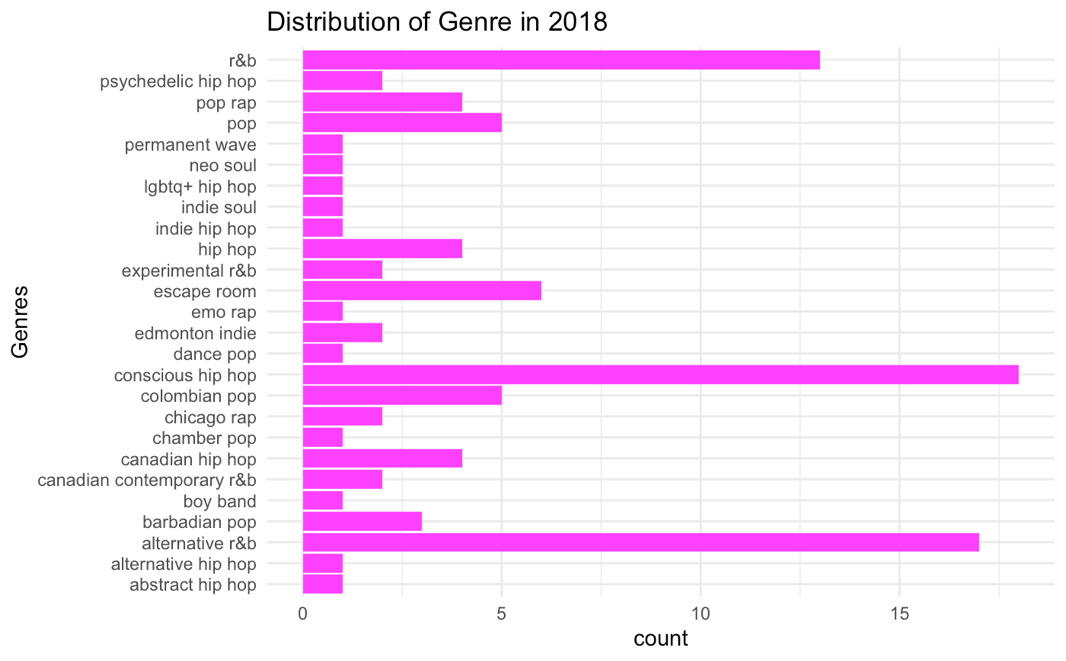 Distribution of Genre in 2018
Genres
r&b
psychedelic hip hop
pop rap
pop
permanent wave
neo soul
lgbtq+ hip hop
indie soul
indie hip hop
hip hop
experimental r&b
escape room
emo rap
edmonton indie
dance pop
conscious hip hop
colombian pop
chicago rap
chamber pop
canadian hip hop
canadian contemporary r&b
boy band
barbadian pop
alternative r&b
alternative hip hop
abstract hip hop
0 5 10 15
count